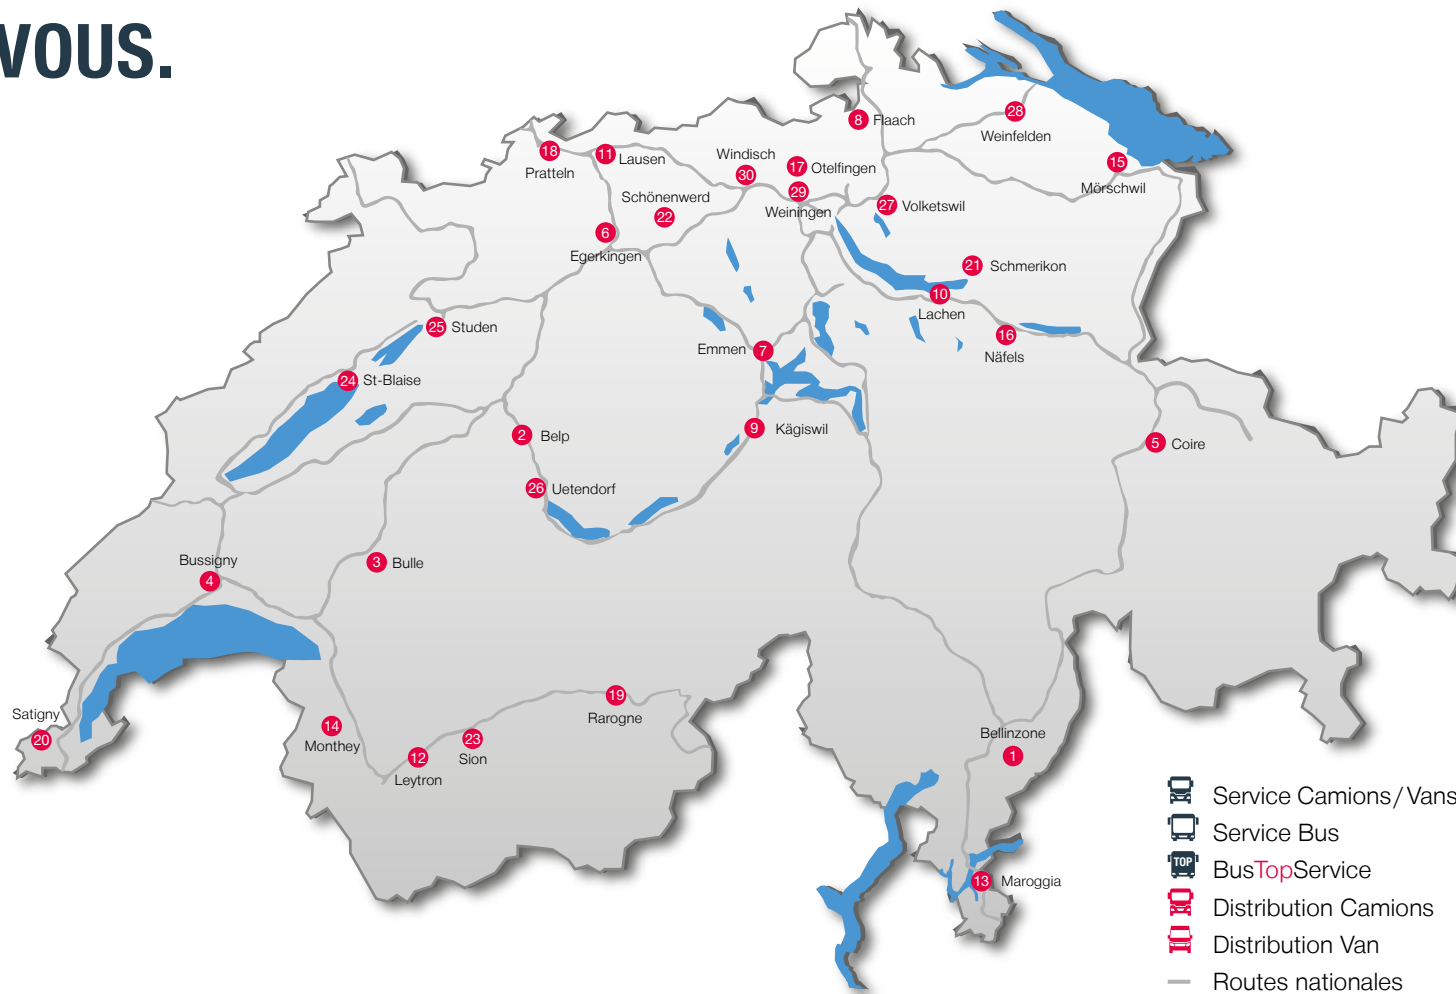 VOUS.
8 Flaach
28
Weinfelden
18
Pratteln
11 Lausen
Windisch
30
17 Otelfingen
15
Mörschwil
29
Weiningen
Schönenwerd
22
27 Volketswil
6
Egerkingen
21 Schmerikon
10
Lachen
25 Studen
16
Näfels
Emmen 7
24 St-Blaise
2 Belp
9 Kägiswil
5 Coire
26 Uetendorf
Bussigny
4
3 Bulle
19
Rarogne
Satigny
20
14
Monthey
12
Leytron
23
Sion
Bellinzone
1
13 Maroggia
Service Camions/Vans
Service Bus
TOP BusTopService
Distribution Camions
Distribution Van
Routes nationales